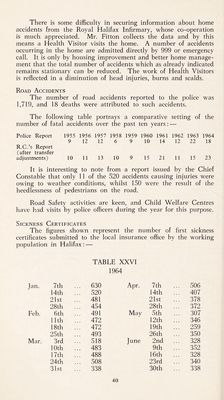 There is some difficulty in securing information about home
accidents from the Royal Halifax Infirmary, whose co-operation
is much appreciated. Mr. Fitton collects the data and by this
means a Health Visitor visits the home. A number of accidents
occurring in the home are admitted directly by 999 or emergency
call. It is only by housing improvement and better home manage-
ment that the total number of accidents which as already indicated
remains stationary can be reduced. The work of Health Visitors
is reflected in a diminution of head injuries, burns and scalds.
ROAD ACCIDENTS
The number of road accidents reported to the police was
1,719, and 18 deaths were attributed to such accidents.
The following table portrays a comparative setting of the
number of fatal accidents over the past ten years:—
Police Report 1955 1956 1957 1958 1959 1960 1961 1962 1963 1964
9 12 12 6 9 10 14 12 22 18
R.C.'s Report
(after transfer
adjustments) 10 11 13 10 9 15 21 11 15 23
It is interesting to note from a report issued by the Chief
Constable that only 11 of the 520 accidents causing injuries were
owing to weather conditions, whilst 150 were the result of the
heedlessness of pedestrians on the road.
Road Safety activities are keen, and Child Welfare Centres
have had visits by police officers during the year for this purpose.
SICKNESS CERTIFICATES
The figures shown represent the number of first sickness
certificates submitted to the local insurance office by the working
population in Halifax:—
TABLE XXVI
1964
Jan. 7th ... 630 Apr. 7th ... 506
14th ... 520 14th ... 407
21st ... 481 21st ... 378
28th ... 454 28th ... 372
Feb. 6th ... 491 May 5th ... 307
11th ... 472 12th ... 346
18th ... 472 19th ... 259
25th ... 493 26th ... 350
Mar. 3rd ... 518 June 2nd ... 328
10th ... 483 9th ... 352
17th ... 488 16th ... 328
24th ... 508 23rd ... 340
31st ... 338 30th ... 338
40